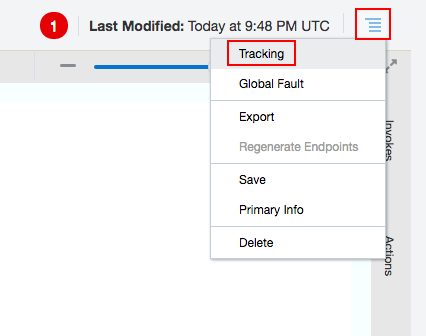 1 Last Modified: Today at 9:48 PM UTC
Tracking
Global Fault
Export
Regenerate Endpoints
Save
Primary Info
Delete
Invokes
Actions